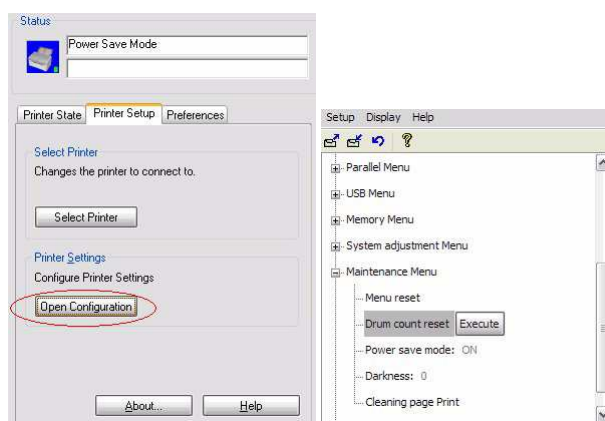 Status
Power Save Mode
Printer State Printer Setup Preferences
Select Printer
Changes the printer to connect to.
Select Printer
Printer Settings
Configure Printer Settings
Open Configuration
About... Help
Setup Display Help
Parallel Menu
USB Menu
Memory Menu
System adjustment Menu
Maintenance Menu
Menu reset
Drum count reset Execute
Power save mode: ON
Darkness: 0
Cleaning page Print